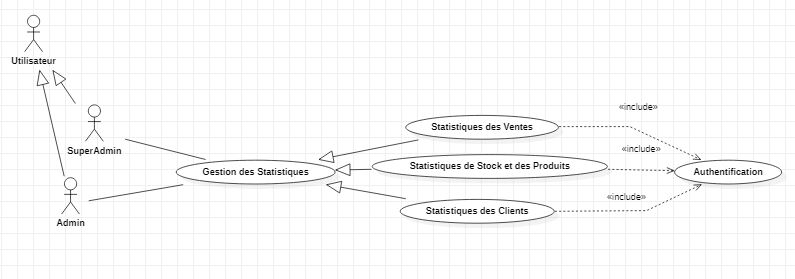 Utilisateur
SuperAdmin
Admin
Gestion des Statistiques
Statistiques des Ventes
Statistiques de Stock et des Produits
Statistiques des Clients
«include»
«include»
«include»
Authentification